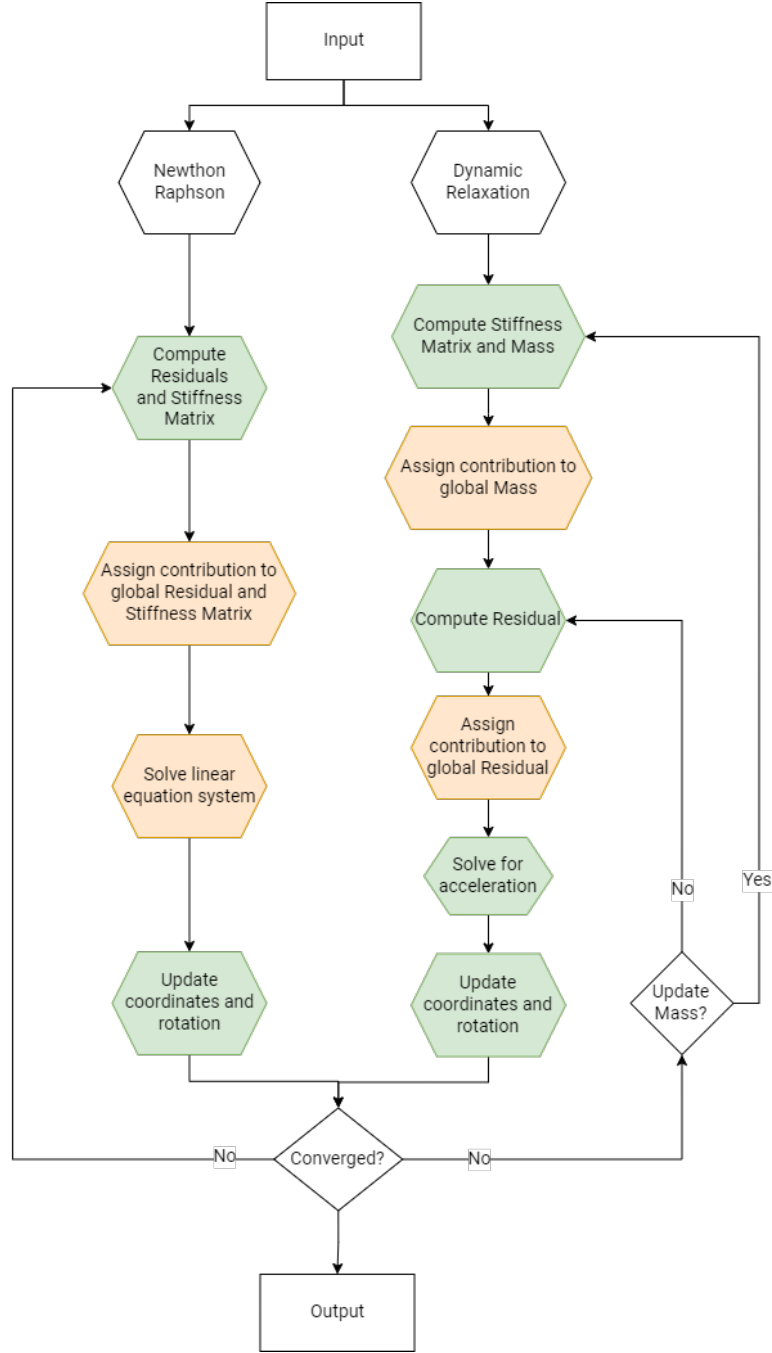 Input
Newthon
Raphson
Dynamic
Relaxation
Compute
Residuals
and Stiffness
Matrix
Compute Stiffness
Matrix and Mass
Assign contribution to
global Mass
Assign contribution to
global Residual and
Stiffness Matrix
Compute Residual
Assign
contribution to
global Residual
Solve linear
equation system
Solve for
acceleration
No
Yes
Update
coordinates and
rotation
Update
coordinates and
rotation
Update
Mass?
No
Converged?
No
Output